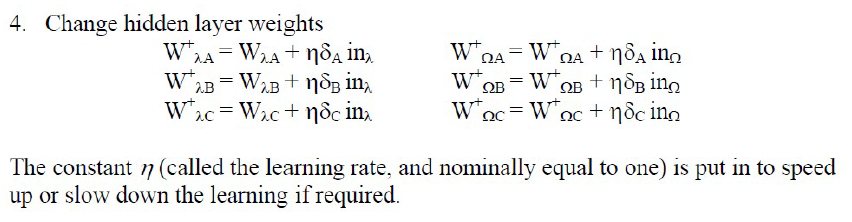 4. Change hidden layer weights
W⁺λA = WλA + ηδA inλ W⁺ΩA = W⁺ΩA + ηδA inΩ
W⁺λB = WλB + ηδB inλ W⁺ΩB = W⁺ΩB + ηδB inΩ
W⁺λC = WλC + ηδC inλ W⁺ΩC = W⁺ΩC + ηδC inΩ
The constant η (called the learning rate, and nominally equal to one) is put in to speed
up or slow down the learning if required.